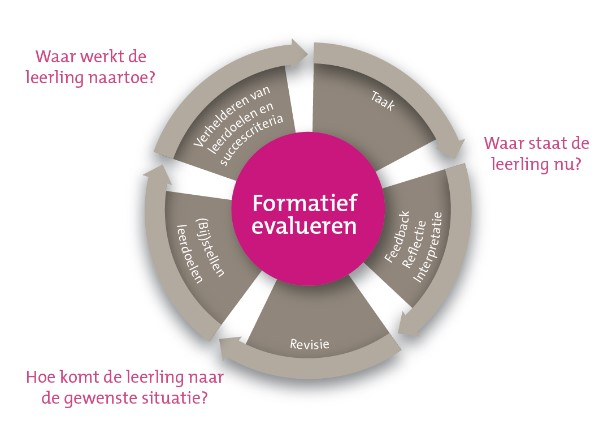 Waar werkt de
leerling naartoe?
Verhelderen van
leerdoelen en
succescriteria
Taak
Waar staat de
leerling nu?
Formatief
evalueren
Feedback
Reflectie
Interpretatie
(Bij)stellen
leerdoelen
Revisie
Hoe komt de leerling naar
de gewenste situatie?